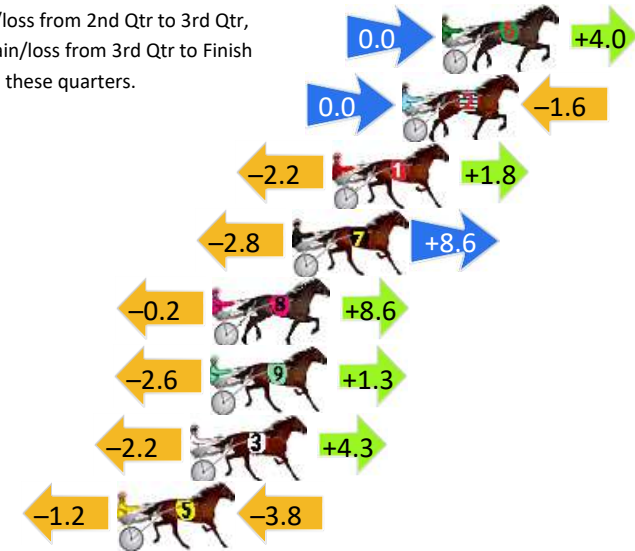 /loss from 2nd Qtr to 3rd Qtr,
ain/loss from 3rd Qtr to Finish
these quarters.
0.0 +4.0
0.0 2 –1.6
–2.2 1 +1.8
–2.8 7 +8.6
–0.2 8 +8.6
–2.6 9 +1.3
–2.2 3 +4.3
–1.2 5 –3.8